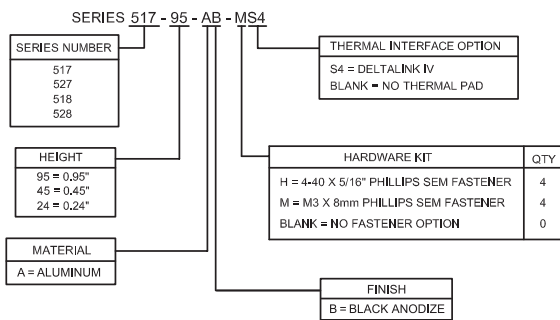 SERIES 517 - 95 - AB - MS4
SERIES NUMBER
517
527
518
528
THERMAL INTERFACE OPTION
S4 = DELTALINK IV
BLANK = NO THERMAL PAD
HEIGHT
95 = 0.95"
45 = 0.45"
24 = 0.24"
HARDWARE KIT QTY
H = 4-40 X 5/16" PHILLIPS SEM FASTENER 4
M = M3 X 8mm PHILLIPS SEM FASTENER 4
BLANK = NO FASTENER OPTION 0
MATERIAL
A = ALUMINUM
FINISH
B = BLACK ANODIZE